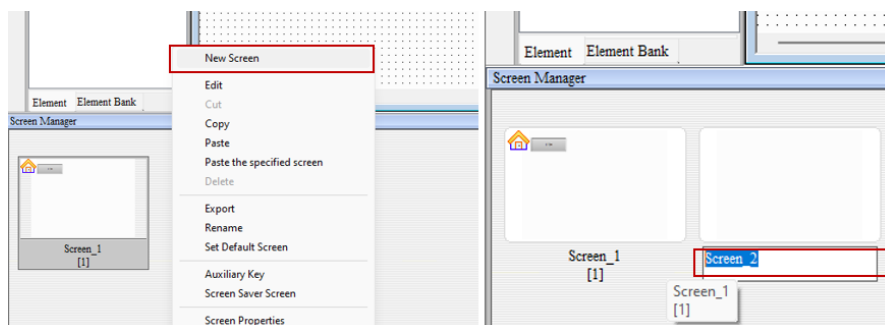 New Screen
Edit
Cut
Copy
Paste
Paste the specified screen
Delete
Export
Rename
Set Default Screen
Auxiliary Key
Screen Saver Screen
Screen Properties
Element Element Bank
Screen Manager
Screen_1
[1]
Element Element Bank
Screen Manager
Screen_1
[1]
Screen_2
Screen_1
[1]